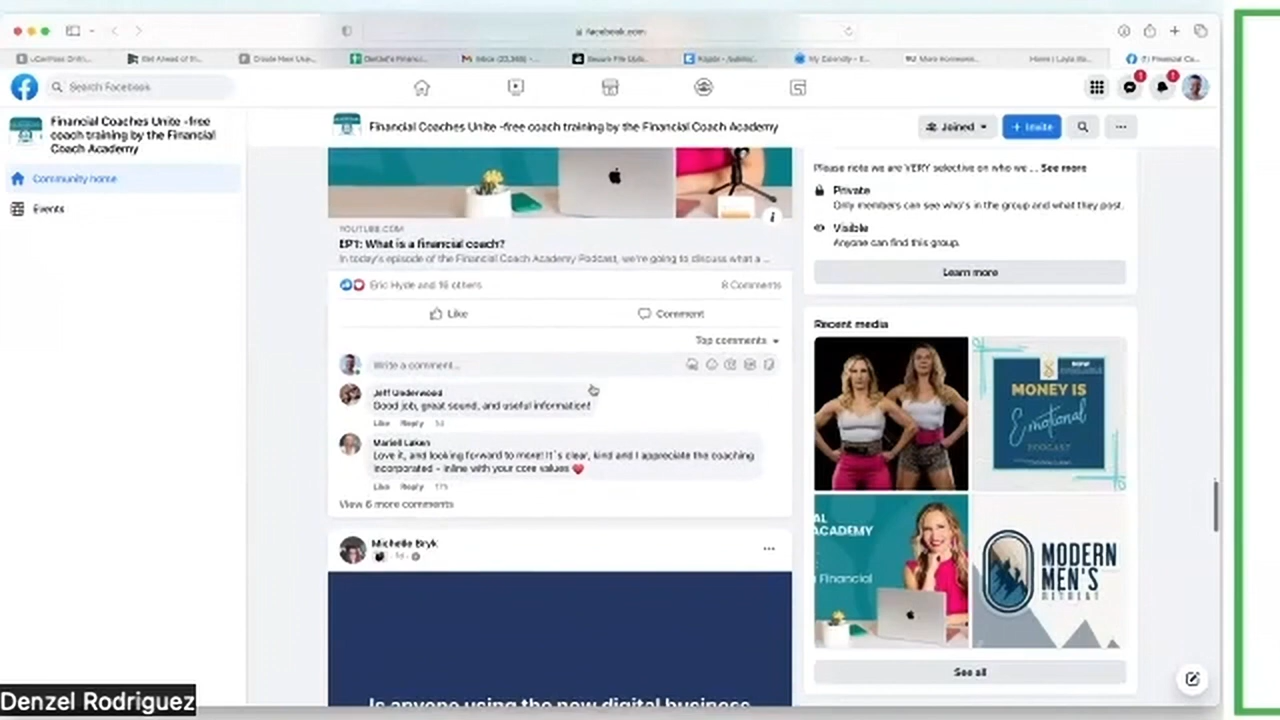 facebook.com
Inbox (23,365)
Search Facebook
Financial Coaches Unite -free
coach training by the Financial
Coach Academy
Community home
Events
Financial Coaches Unite -free coach training by the Financial Coach Academy
Joined
+ Invite
YOUTUBE.COM
EP1: What is a financial coach?
In today's episode of the Financial Coach Academy Podcast, we're going to discuss what a ...
Eric Hyde and 16 others
8 Comments
Like
Comment
Top comments
Write a comment...
Jeff Underwood
Good job, great sound, and useful information!
Like Reply
Mariell Løken
Love it, and looking forward to more! It's clear, kind and I appreciate the coaching
incorporated - inline with your core values
Like Reply
View 6 more comments
Michelle Bryk
Is anyone using the new digital business
Please note we are VERY selective on who we ... See more
Private
Only members can see who's in the group and what they post.
Visible
Anyone can find this group.
Learn more
Recent media
NOW
MONEY IS
Emotional
PODCAST
AL
ACADEMY
Financial
MODERN
MEN'S
RETREAT
See all
Denzel Rodriguez